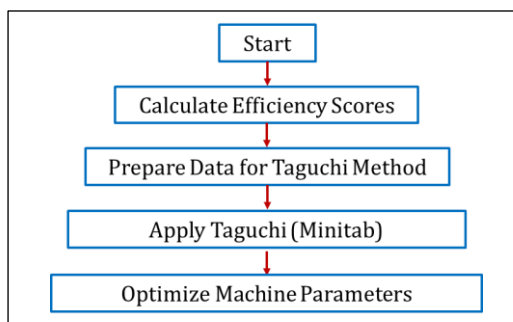 Start
Calculate Efficiency Scores
Prepare Data for Taguchi Method
Apply Taguchi (Minitab)
Optimize Machine Parameters